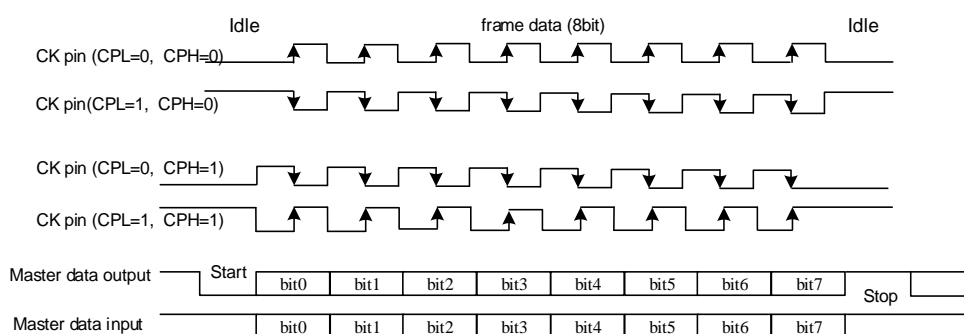 Idle frame data (8bit) Idle
CK pin (CPL=0, CPH=0)
CK pin(CPL=1, CPH=0)
CK pin (CPL=0, CPH=1)
CK pin (CPL=1, CPH=1)
Master data output Start bit0 bit1 bit2 bit3 bit4 bit5 bit6 bit7 Stop
Master data input bit0 bit1 bit2 bit3 bit4 bit5 bit6 bit7